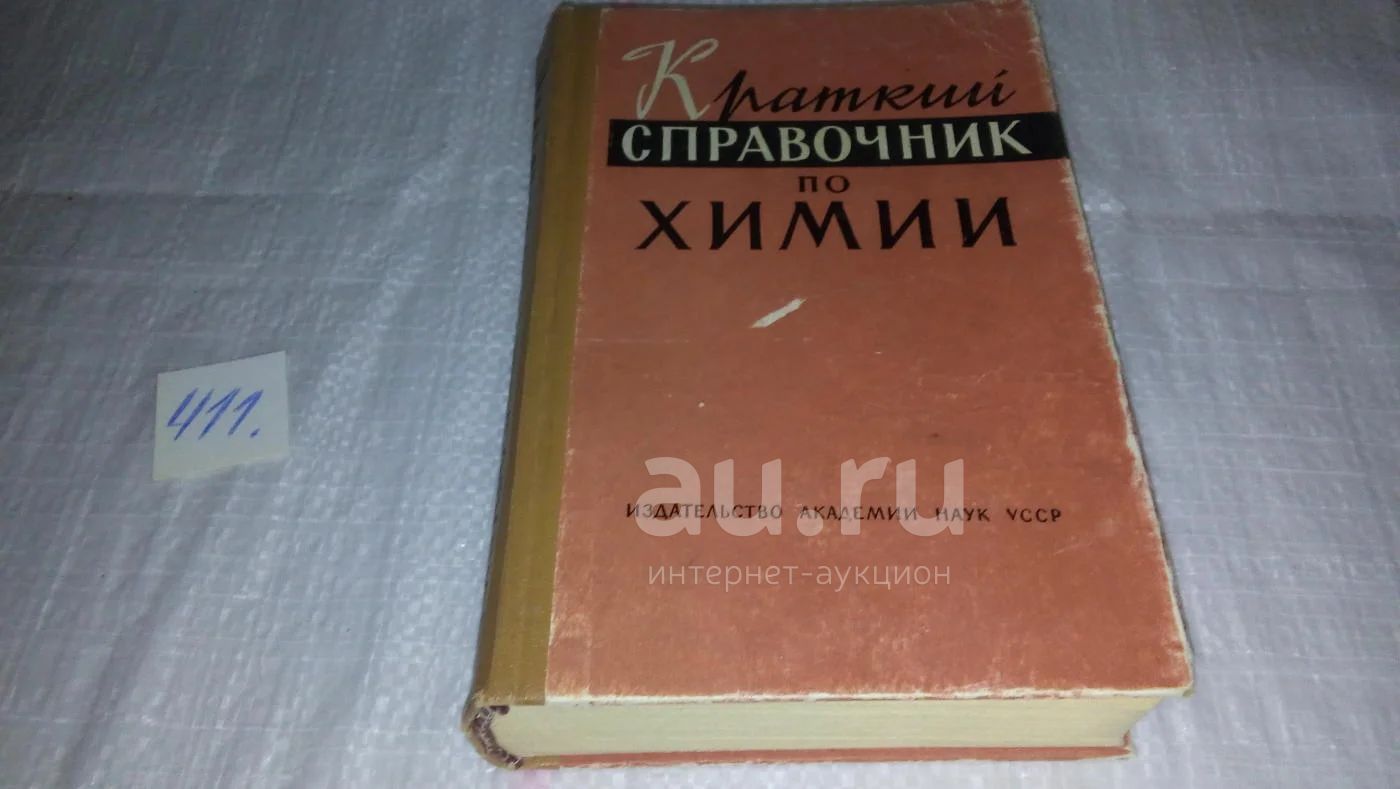 Краткий
СПРАВОЧНИК
ПО
ХИМИИ
411.
au.ru
ИЗДАТЕЛЬСТВО АКАДЕМИИ НАУК УССР
интернет-аукцион